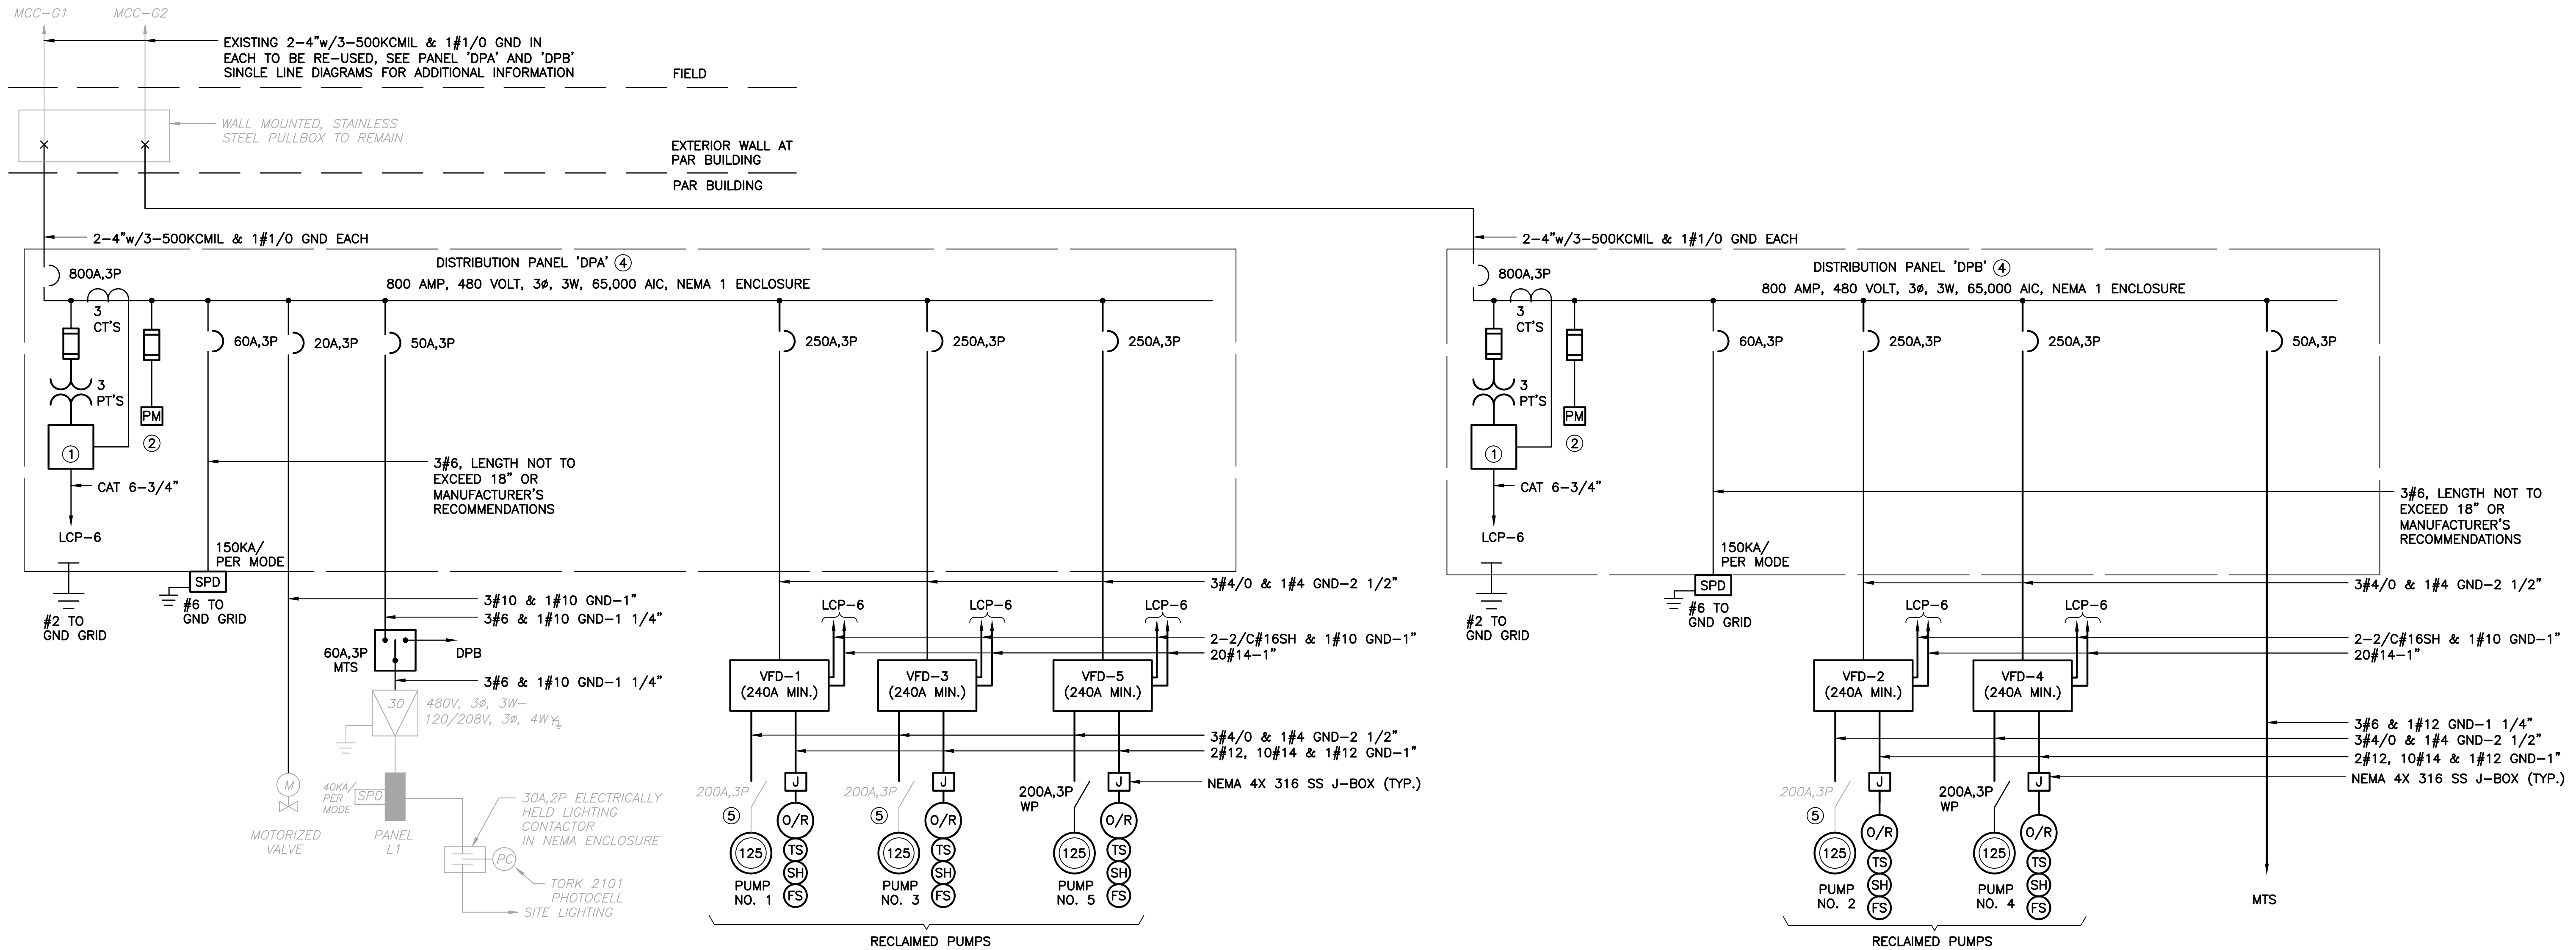 MCC-G1
MCC-G2
EXISTING 2-4"w/3-500KCMIL & 1#1/0 GND IN
EACH TO BE RE-USED, SEE PANEL 'DPA' AND 'DPB'
SINGLE LINE DIAGRAMS FOR ADDITIONAL INFORMATION
FIELD
WALL MOUNTED, STAINLESS
STEEL PULLBOX TO REMAIN
EXTERIOR WALL AT
PAR BUILDING
PAR BUILDING
2-4"w/3-500KCMIL & 1#1/0 GND EACH
DISTRIBUTION PANEL 'DPA' 4
800 AMP, 480 VOLT, 3ø, 3W, 65,000 AIC, NEMA 1 ENCLOSURE
800A,3P
3
CT'S
60A,3P
20A,3P
50A,3P
250A,3P
250A,3P
250A,3P
3
PT'S
PM
2
1
CAT 6-3/4"
LCP-6
3#6, LENGTH NOT TO
EXCEED 18" OR
MANUFACTURER'S
RECOMMENDATIONS
150KA/
PER MODE
SPD
#6 TO
GND GRID
#2 TO
GND GRID
3#10 & 1#10 GND-1"
3#6 & 1#10 GND-1 1/4"
60A,3P
MTS
DPB
3#6 & 1#10 GND-1 1/4"
30
480V, 3ø, 3W-
120/208V, 3ø, 4WY
M
MOTORIZED
VALVE
40KA/
PER
MODE
SPD
PANEL
L1
30A,2P ELECTRICALLY
HELD LIGHTING
CONTACTOR
IN NEMA ENCLOSURE
PC
TORK 2101
PHOTOCELL
SITE LIGHTING
3#4/0 & 1#4 GND-2 1/2"
LCP-6
LCP-6
LCP-6
2-2/C#16SH & 1#10 GND-1"
20#14-1"
VFD-1
(240A MIN.)
VFD-3
(240A MIN.)
VFD-5
(240A MIN.)
3#4/0 & 1#4 GND-2 1/2"
2#12, 10#14 & 1#12 GND-1"
NEMA 4X 316 SS J-BOX (TYP.)
200A,3P
5
J
O/R
TS
SH
FS
125
PUMP
NO. 1
200A,3P
5
J
O/R
TS
SH
FS
125
PUMP
NO. 3
200A,3P
WP
J
O/R
TS
SH
FS
125
PUMP
NO. 5
RECLAIMED PUMPS
2-4"w/3-500KCMIL & 1#1/0 GND EACH
DISTRIBUTION PANEL 'DPB' 4
800 AMP, 480 VOLT, 3ø, 3W, 65,000 AIC, NEMA 1 ENCLOSURE
800A,3P
3
CT'S
60A,3P
250A,3P
250A,3P
50A,3P
3
PT'S
PM
2
1
CAT 6-3/4"
LCP-6
3#6, LENGTH NOT TO
EXCEED 18" OR
MANUFACTURER'S
RECOMMENDATIONS
150KA/
PER MODE
SPD
#6 TO
GND GRID
#2 TO
GND GRID
3#4/0 & 1#4 GND-2 1/2"
LCP-6
LCP-6
2-2/C#16SH & 1#10 GND-1"
20#14-1"
VFD-2
(240A MIN.)
VFD-4
(240A MIN.)
3#6 & 1#12 GND-1 1/4"
3#4/0 & 1#4 GND-2 1/2"
2#12, 10#14 & 1#12 GND-1"
NEMA 4X 316 SS J-BOX (TYP.)
200A,3P
5
J
O/R
TS
SH
FS
125
PUMP
NO. 2
200A,3P
WP
J
O/R
TS
SH
FS
125
PUMP
NO. 4
MTS
RECLAIMED PUMPS